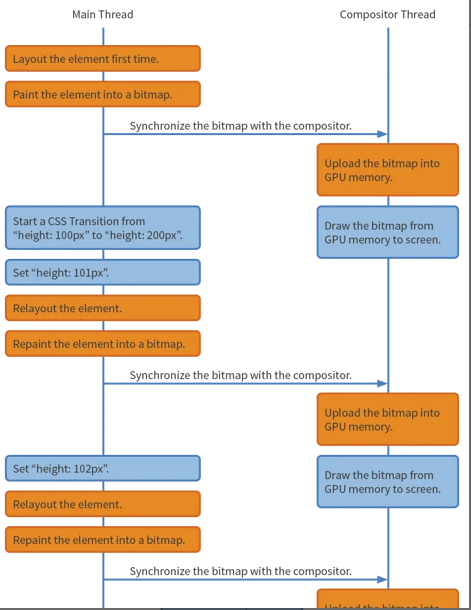 Main Thread
Compositor Thread
Layout the element first time.
Paint the element into a bitmap.
Synchronize the bitmap with the compositor.
Upload the bitmap into
GPU memory.
Start a CSS Transition from
“height: 100px” to “height: 200px”.
Draw the bitmap from
GPU memory to screen.
Set “height: 101px”.
Relayout the element.
Repaint the element into a bitmap.
Synchronize the bitmap with the compositor.
Upload the bitmap into
GPU memory.
Set “height: 102px”.
Draw the bitmap from
GPU memory to screen.
Relayout the element.
Repaint the element into a bitmap.
Synchronize the bitmap with the compositor.
Upload the bitmap into